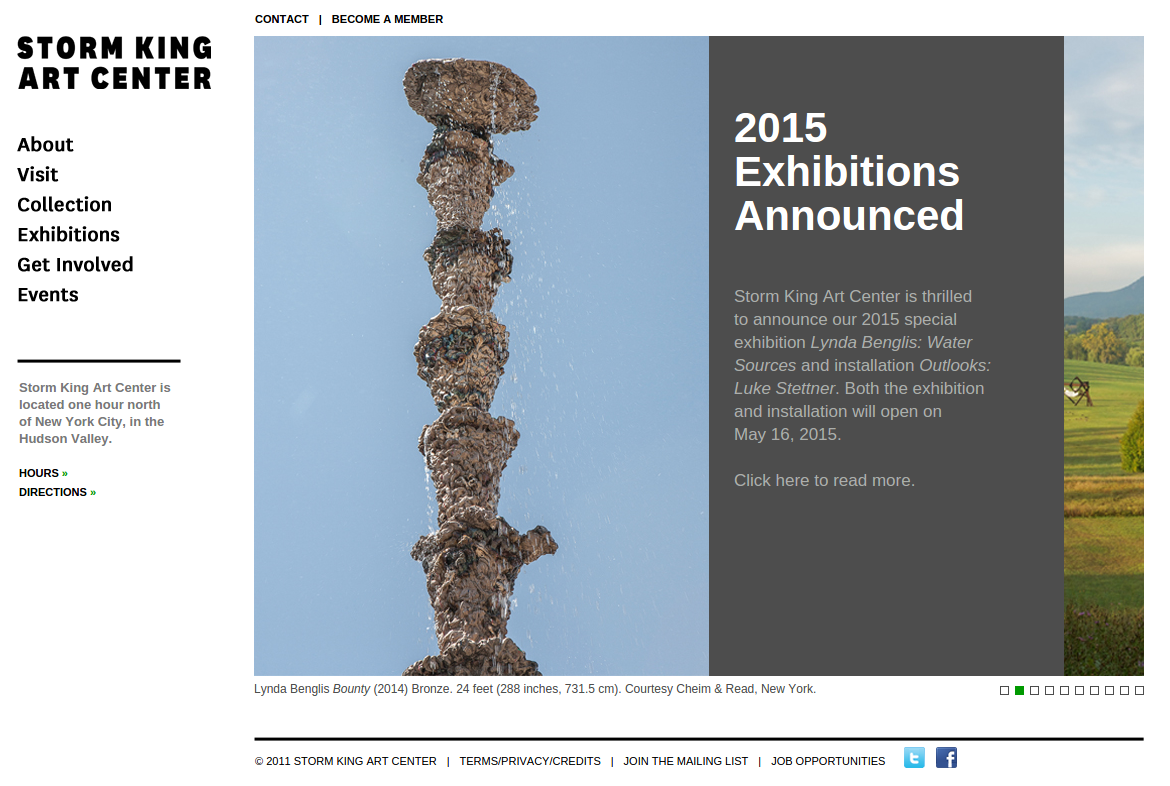 CONTACT | BECOME A MEMBER
STORM KING
ART CENTER
About
Visit
Collection
Exhibitions
Get Involved
Events
Storm King Art Center is
located one hour north
of New York City, in the
Hudson Valley.
HOURS »
DIRECTIONS »
2015
Exhibitions
Announced
Storm King Art Center is thrilled
to announce our 2015 special
exhibition Lynda Benglis: Water
Sources and installation Outlooks:
Luke Stettner. Both the exhibition
and installation will open on
May 16, 2015.
Click here to read more.
Lynda Benglis Bounty (2014) Bronze. 24 feet (288 inches, 731.5 cm). Courtesy Cheim & Read, New York.
© 2011 STORM KING ART CENTER | TERMS/PRIVACY/CREDITS | JOIN THE MAILING LIST | JOB OPPORTUNITIES